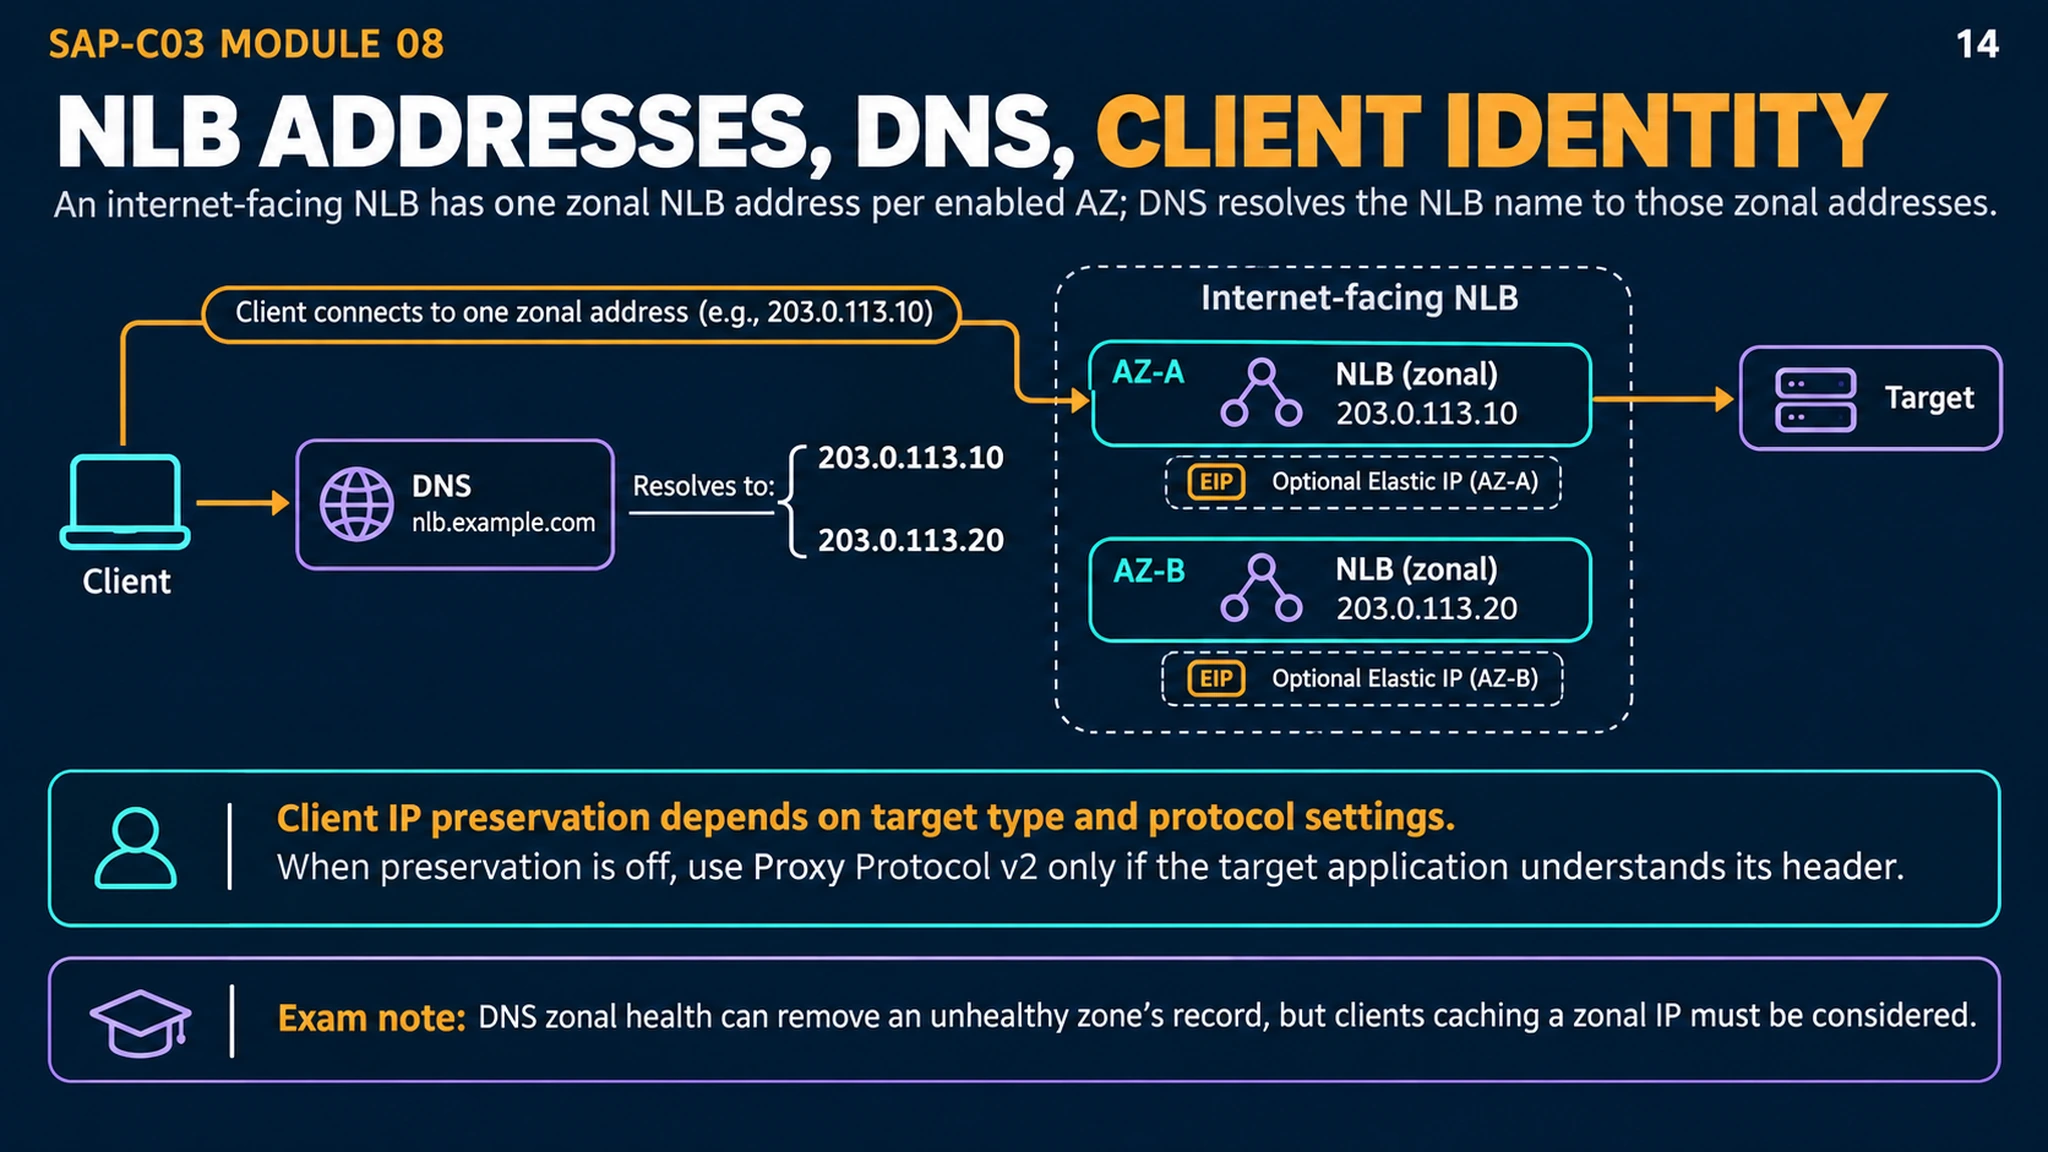 SAP-C03 MODULE 08
14
NLB ADDRESSES, DNS, CLIENT IDENTITY
An internet-facing NLB has one zonal NLB address per enabled AZ; DNS resolves the NLB name to those zonal addresses.
Client connects to one zonal address (e.g., 203.0.113.10)
Client
DNS
nlb.example.com
Resolves to:
203.0.113.10
203.0.113.20
Internet-facing NLB
AZ-A
NLB (zonal)
203.0.113.10
EIP Optional Elastic IP (AZ-A)
AZ-B
NLB (zonal)
203.0.113.20
EIP Optional Elastic IP (AZ-B)
Target
Client IP preservation depends on target type and protocol settings.
When preservation is off, use Proxy Protocol v2 only if the target application understands its header.
Exam note: DNS zonal health can remove an unhealthy zone’s record, but clients caching a zonal IP must be considered.